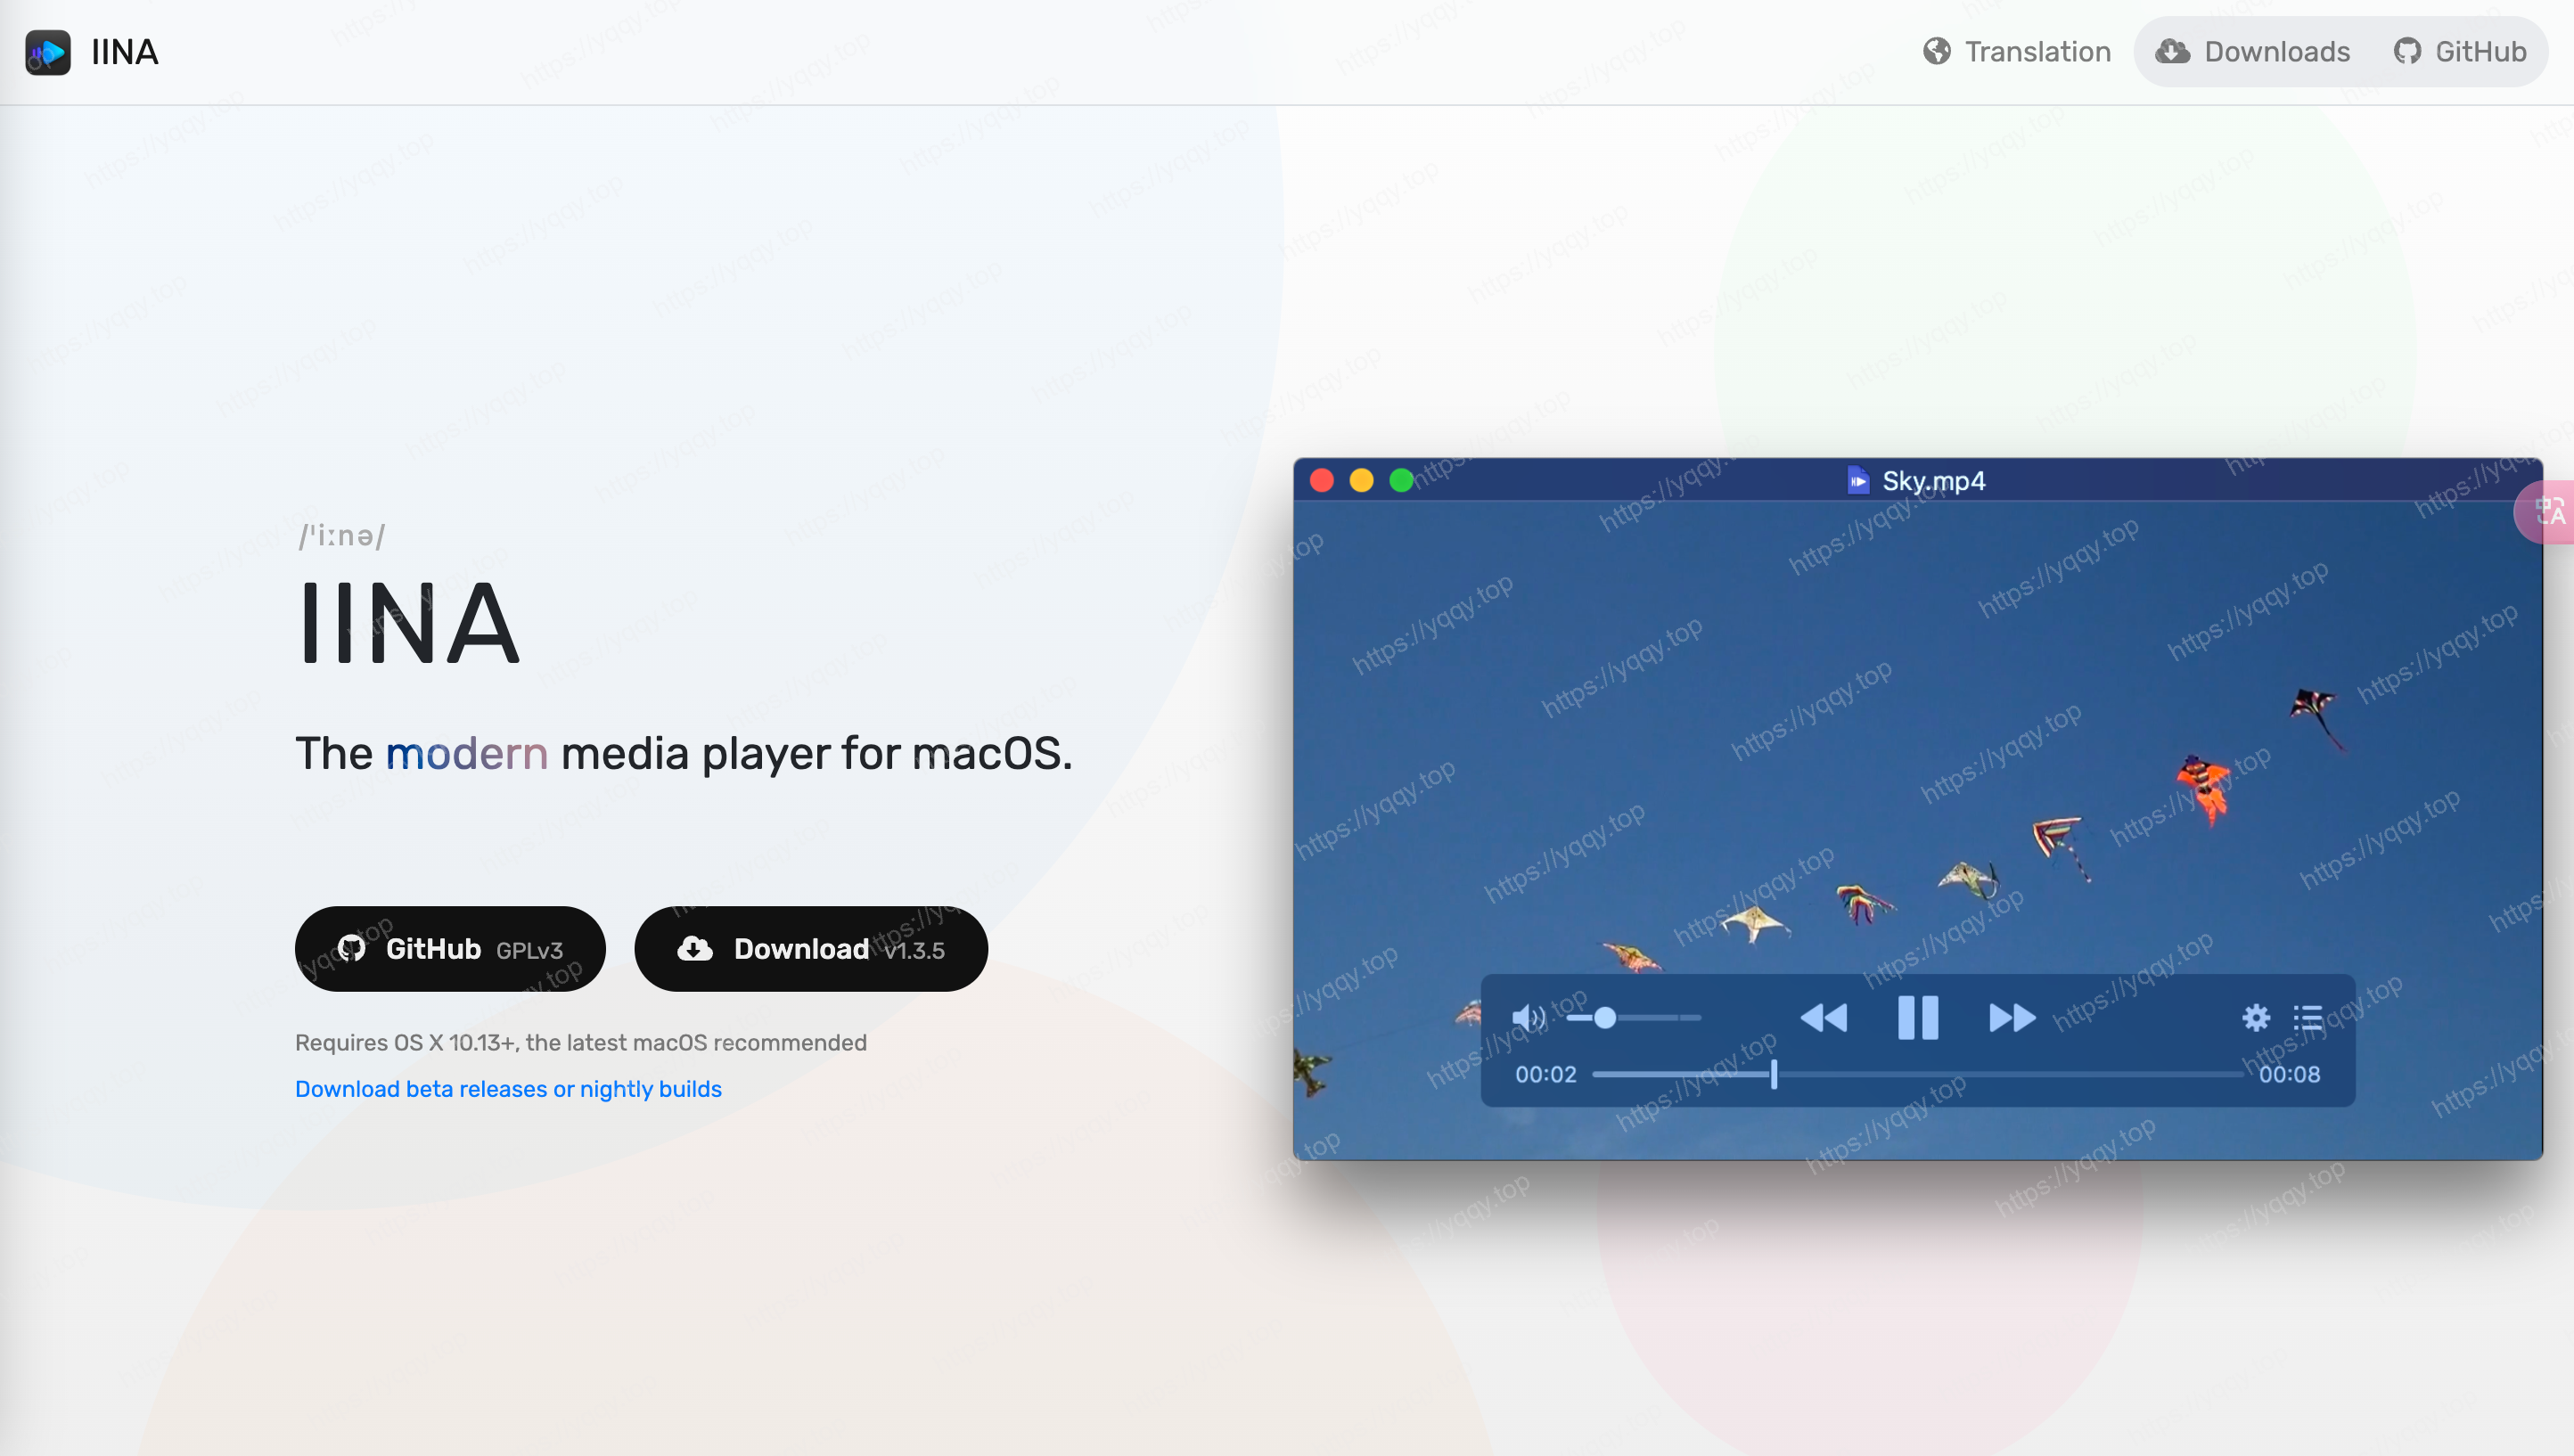 IINA
Translation
Downloads
GitHub
/ˈiːnə/
IINA
The modern media player for macOS.
GitHub GPLv3
Download v1.3.5
Requires OS X 10.13+, the latest macOS recommended
Download beta releases or nightly builds
Sky.mp4
00:02
00:08
https://yqqy.top